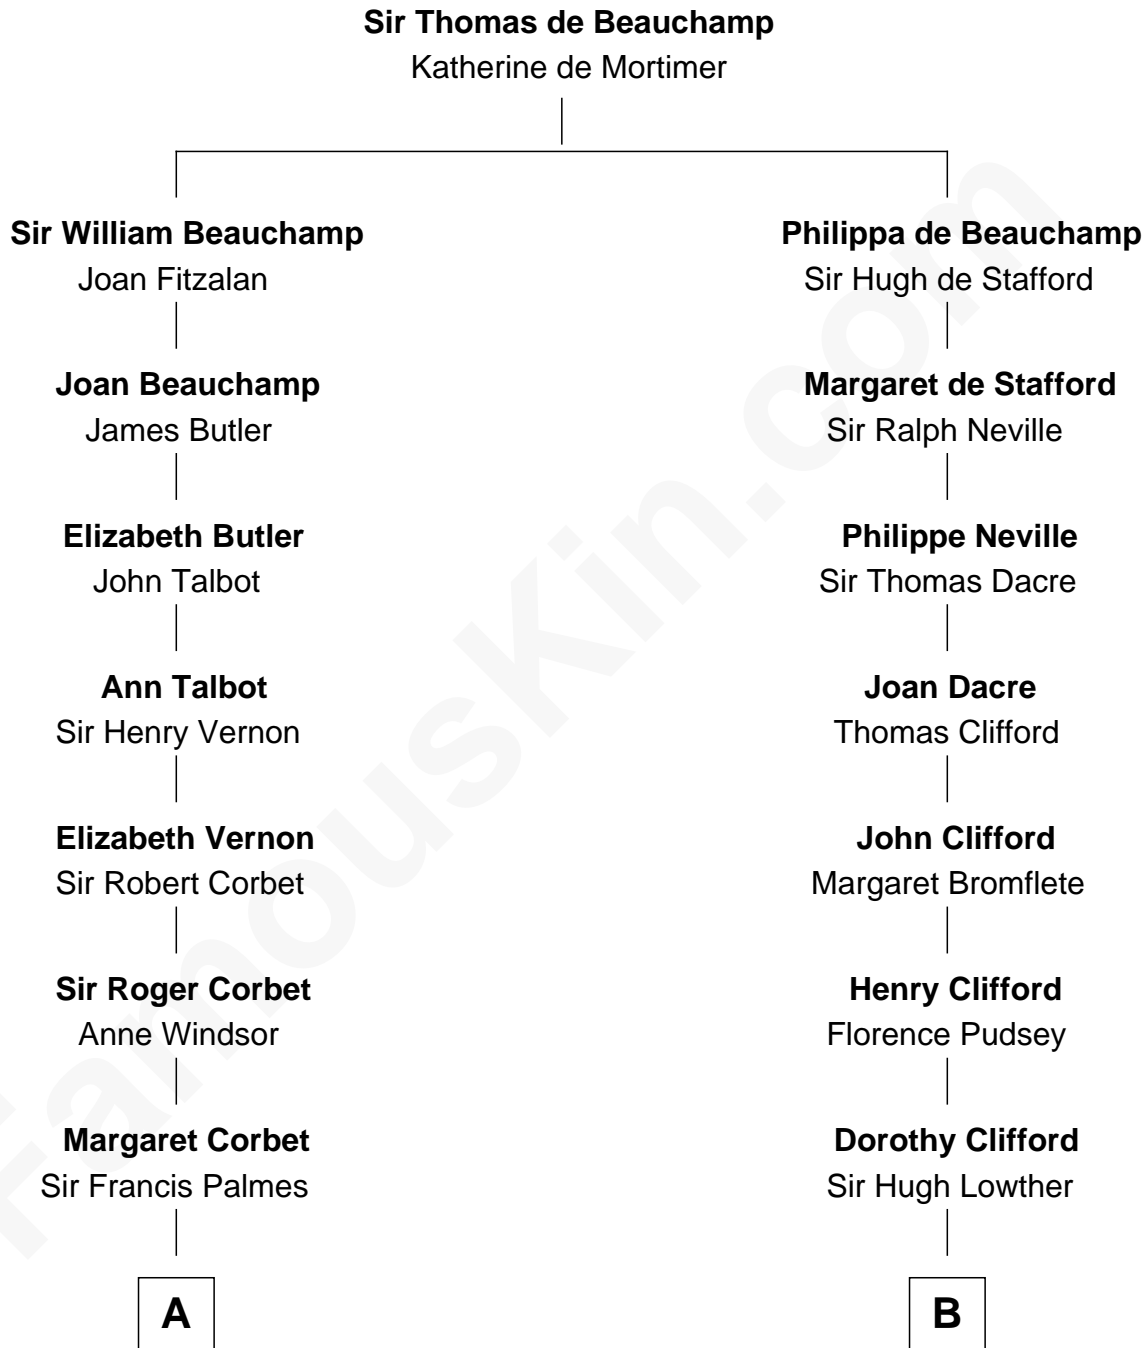 Sir Thomas de Beauchamp
Katherine de Mortimer
Sir William Beauchamp
Joan Fitzalan
Philippa de Beauchamp
Sir Hugh de Stafford
Joan Beauchamp
James Butler
Margaret de Stafford
Sir Ralph Neville
Elizabeth Butler
John Talbot
Philippe Neville
Sir Thomas Dacre
Ann Talbot
Sir Henry Vernon
Joan Dacre
Thomas Clifford
Elizabeth Vernon
Sir Robert Corbet
John Clifford
Margaret Bromflete
Sir Roger Corbet
Anne Windsor
Henry Clifford
Florence Pudsey
Margaret Corbet
Sir Francis Palmes
Dorothy Clifford
Sir Hugh Lowther
A
B
FamousKin.com